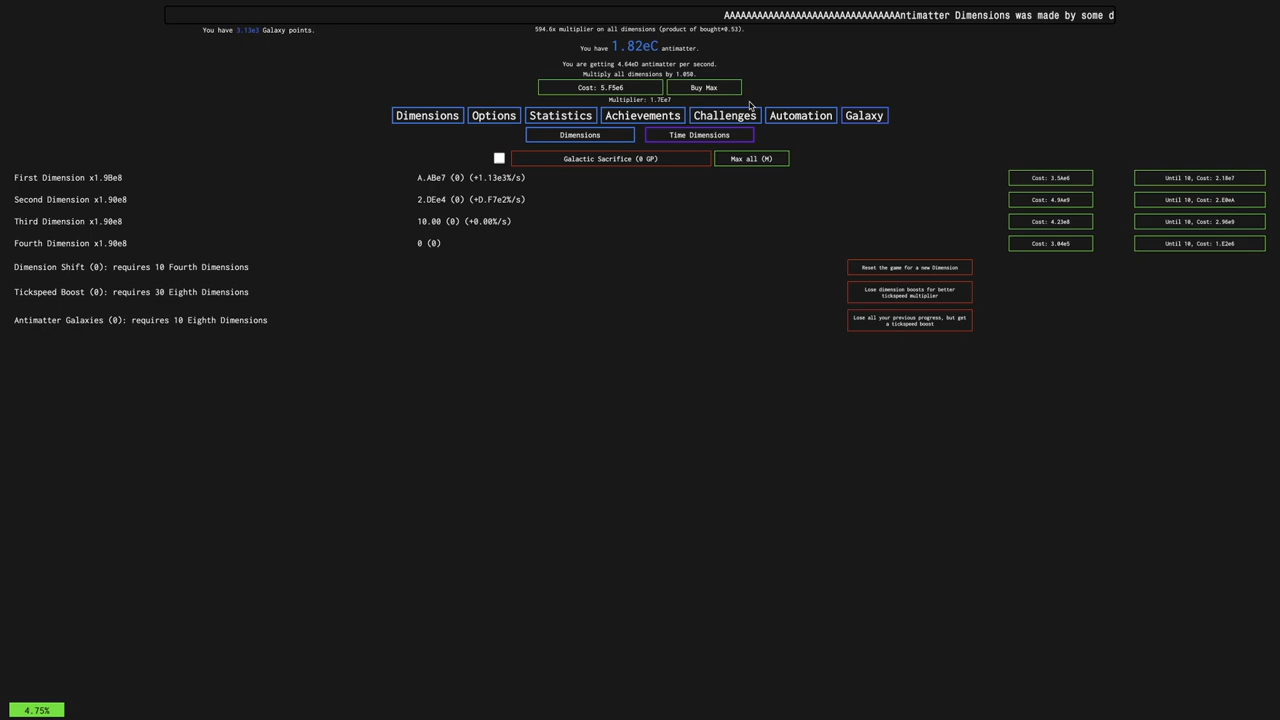 AAAAAAAAAAAAAAAAAAAAAAAAAAAAAAAAntimatter Dimensions was made by some d
You have 3.13e3 Galaxy points.
594.6x multiplier on all dimensions (product of bought*0.53).
You have 1.82eC antimatter.
You are getting 4.64eD antimatter per second.
Multiply all dimensions by 1.050.
Cost: 5.F5e6 Buy Max
Multiplier: 1.7Ee7
Dimensions Options Statistics Achievements Challenges Automation Galaxy
Dimensions Time Dimensions
Galactic Sacrifice (0 GP) Max all (M)
First Dimension x1.9Be8 A.ABe7 (0) (+1.13e3%/s) Cost: 3.5Ae6 Until 10, Cost: 2.18e7
Second Dimension x1.90e8 2.DEe4 (0) (+D.F7e2%/s) Cost: 4.9Ae9 Until 10, Cost: 2.E0eA
Third Dimension x1.90e8 10.00 (0) (+0.00%/s) Cost: 4.23e8 Until 10, Cost: 2.96e9
Fourth Dimension x1.90e8 0 (0) Cost: 3.04e5 Until 10, Cost: 1.E2e6
Dimension Shift (0): requires 10 Fourth Dimensions Reset the game for a new Dimension
Tickspeed Boost (0): requires 30 Eighth Dimensions Lose dimension boosts for better
tickspeed multiplier
Antimatter Galaxies (0): requires 10 Eighth Dimensions Lose all your previous progress, but get
a tickspeed boost
4.75%